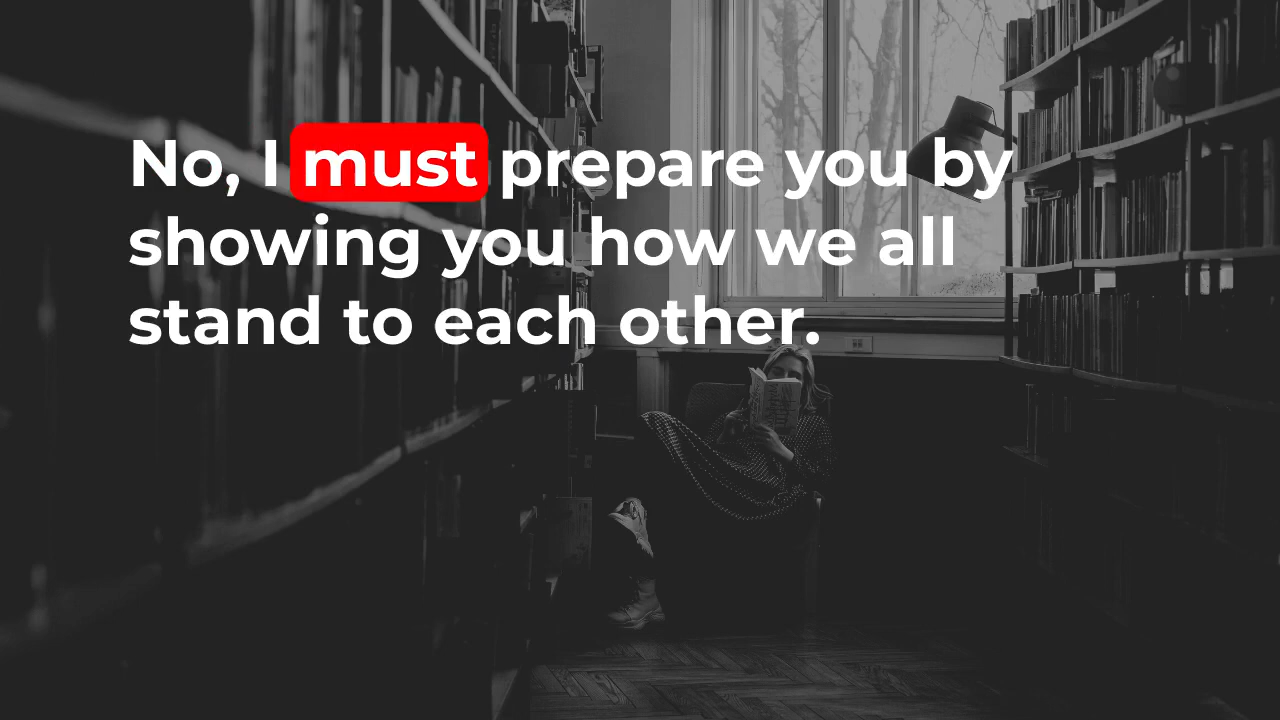 No, I must prepare you by
showing you how we all
stand to each other.